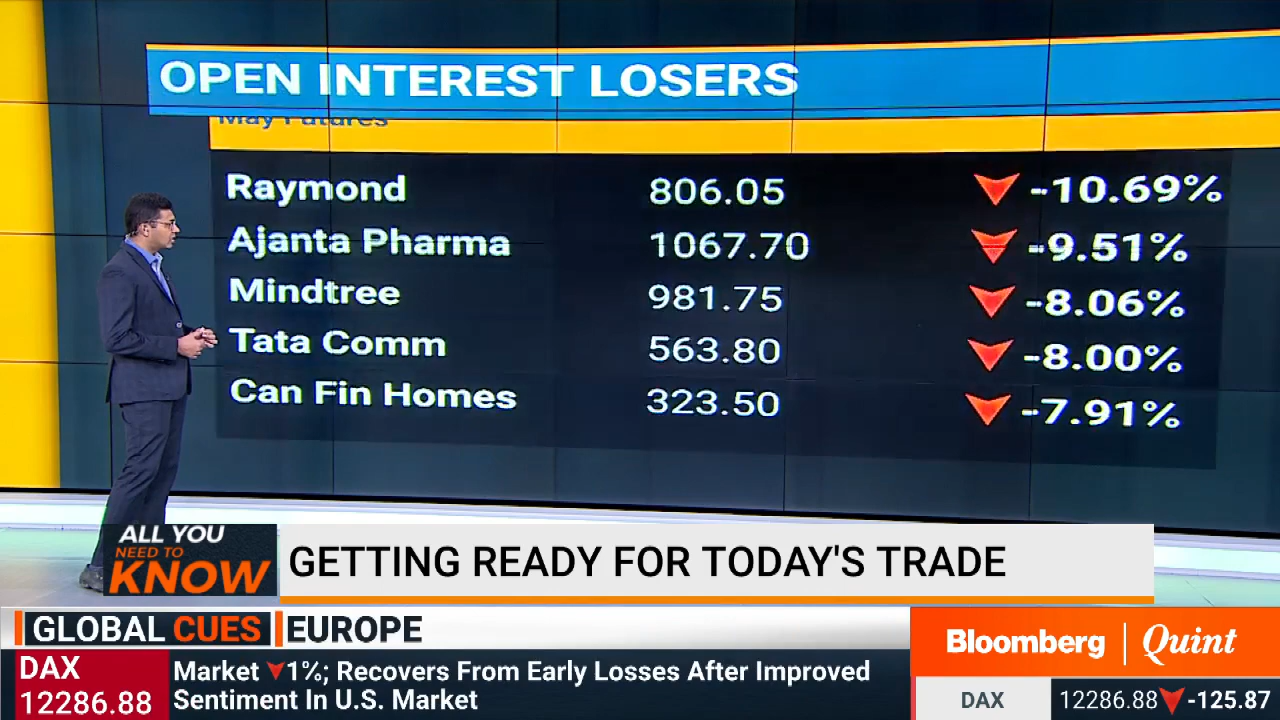 OPEN INTEREST LOSERS
May Futures
Raymond 806.05 -10.69%
Ajanta Pharma 1067.70 -9.51%
Mindtree 981.75 -8.06%
Tata Comm 563.80 -8.00%
Can Fin Homes 323.50 -7.91%
ALL YOU
NEED TO
KNOW
GETTING READY FOR TODAY'S TRADE
GLOBAL CUES EUROPE
Bloomberg | Quint
DAX
12286.88
Market 1%; Recovers From Early Losses After Improved
Sentiment In U.S. Market
DAX 12286.88 -125.87